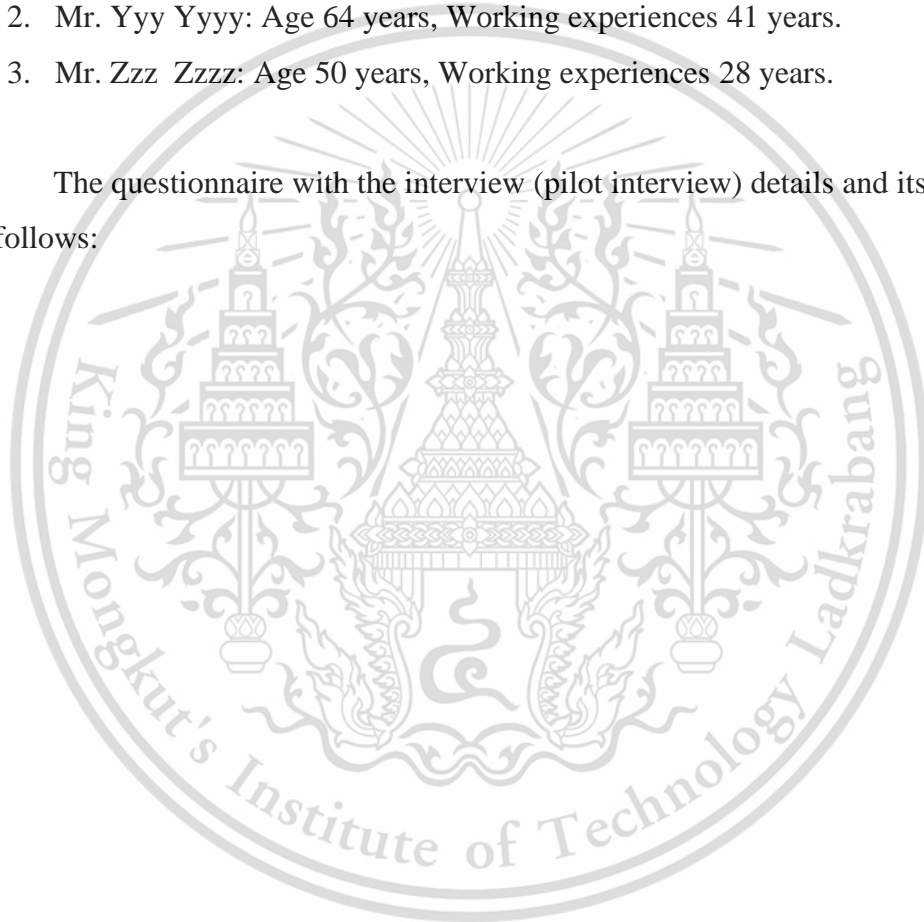 2. Mr. Yyy Yyyy: Age 64 years, Working experiences 41 years.
3. Mr. Zzz Zzzz: Age 50 years, Working experiences 28 years.
The questionnaire with the interview (pilot interview) details and its
follows:
King Mongkut's Institute of Technology Ladkrabang